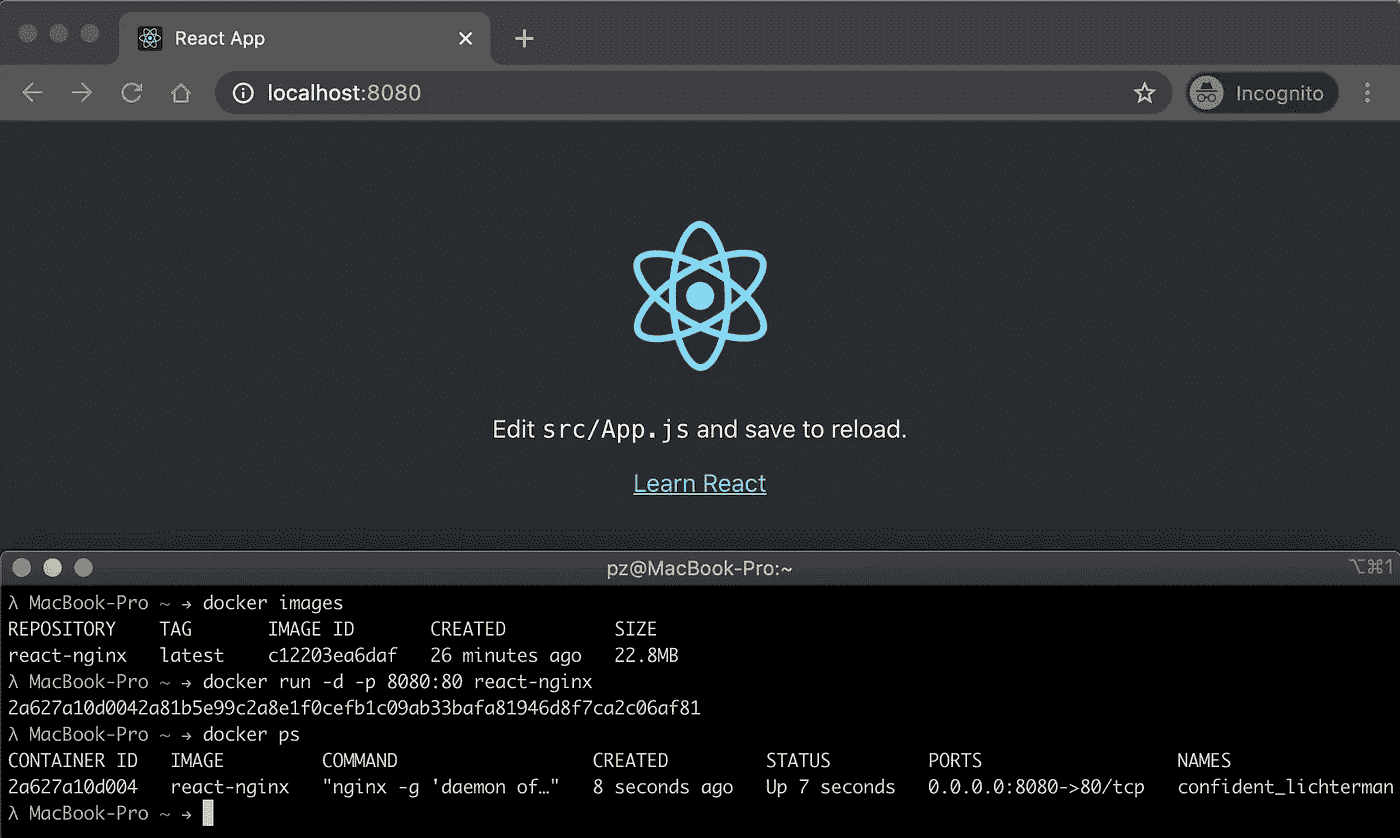 React App
localhost:8080
Incognito
Edit src/App.js and save to reload.
Learn React
pz@MacBook-Pro:~ ⌥⌘1
λ MacBook-Pro ~ → docker images
REPOSITORY TAG IMAGE ID CREATED SIZE
react-nginx latest c12203ea6daf 26 minutes ago 22.8MB
λ MacBook-Pro ~ → docker run -d -p 8080:80 react-nginx
2a627a10d0042a81b5e99c2a8e1f0cefb1c09ab33bafa81946d8f7ca2c06af81
λ MacBook-Pro ~ → docker ps
CONTAINER ID IMAGE COMMAND CREATED STATUS PORTS NAMES
2a627a10d004 react-nginx "nginx -g 'daemon of…" 8 seconds ago Up 7 seconds 0.0.0.0:8080->80/tcp confident_lichterman
λ MacBook-Pro ~ →